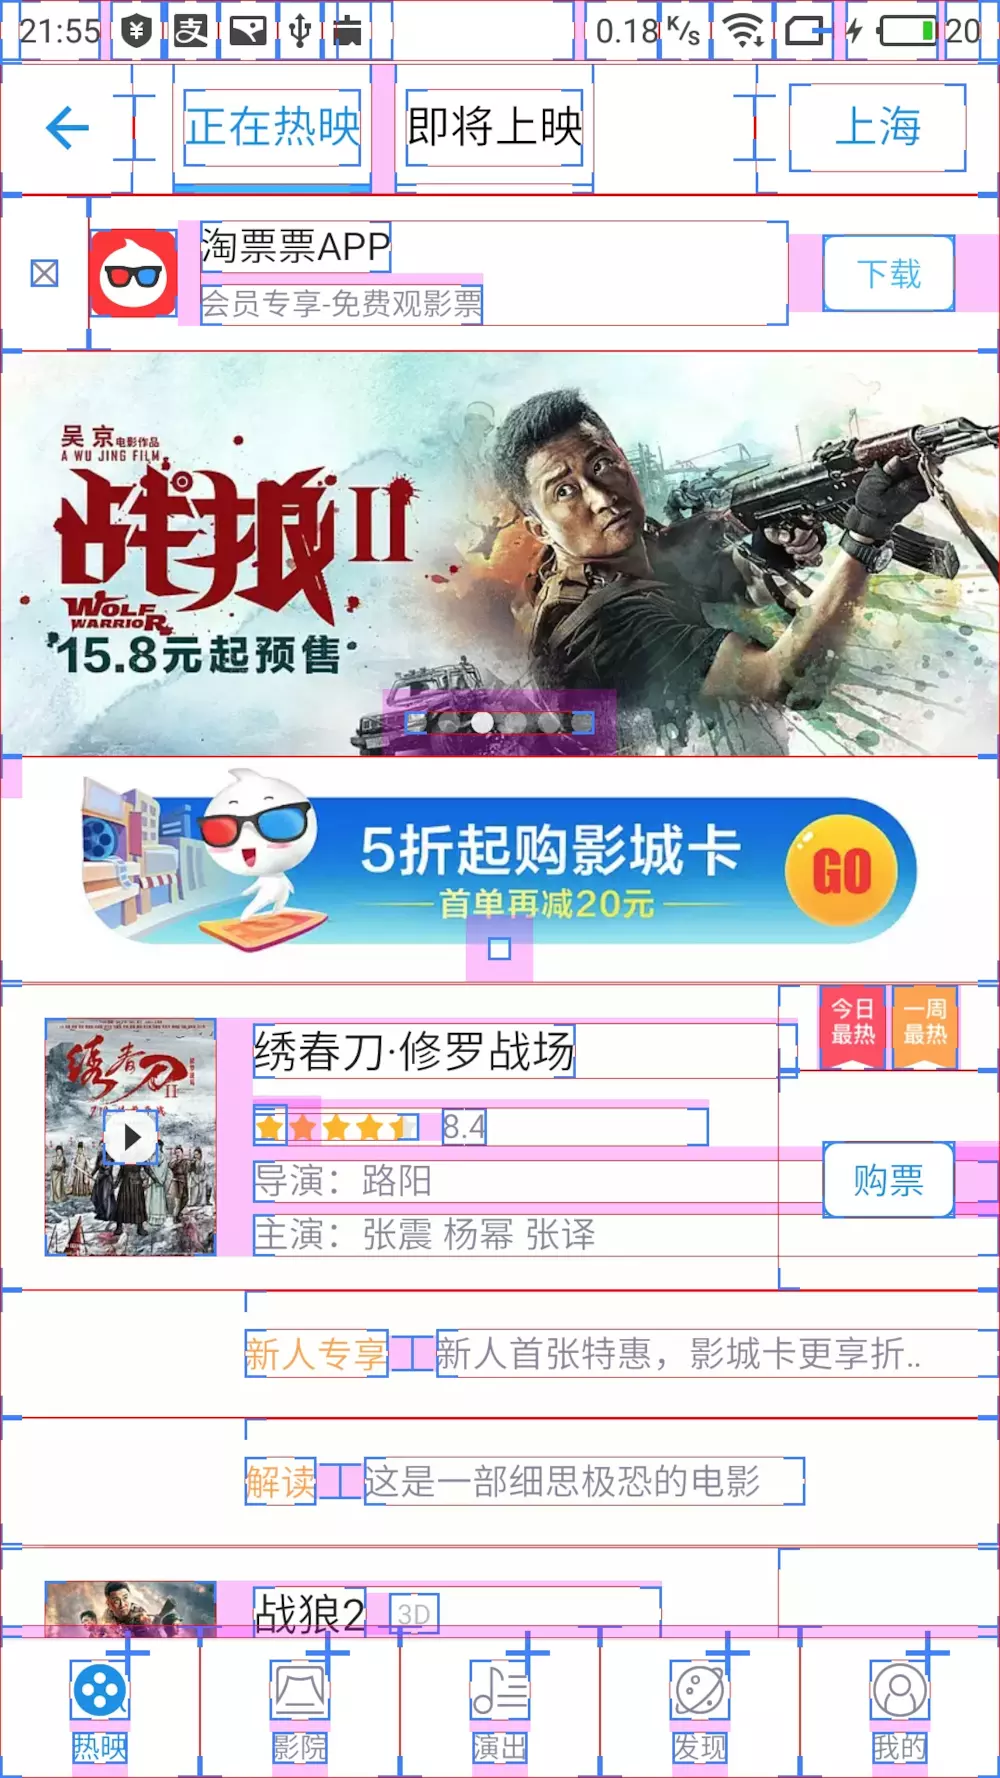 21:55 0.18 K/s 20
正在热映 即将上映 上海
淘票票APP
会员专享-免费观影票
下载
吴京电影作品
A WU JING FILM
战狼II
WOLF
WARRIOR
15.8元起预售
5折起购影城卡
GO
首单再减20元
今日
最热
一周
最热
绣春刀II
绣春刀·修罗战场
8.4
导演：路阳
购票
主演：张震 杨幂 张译
新人专享 新人首张特惠，影城卡更享折..
解读 这是一部细思极恐的电影
战狼2 3D
热映 影院 演出 发现 我的